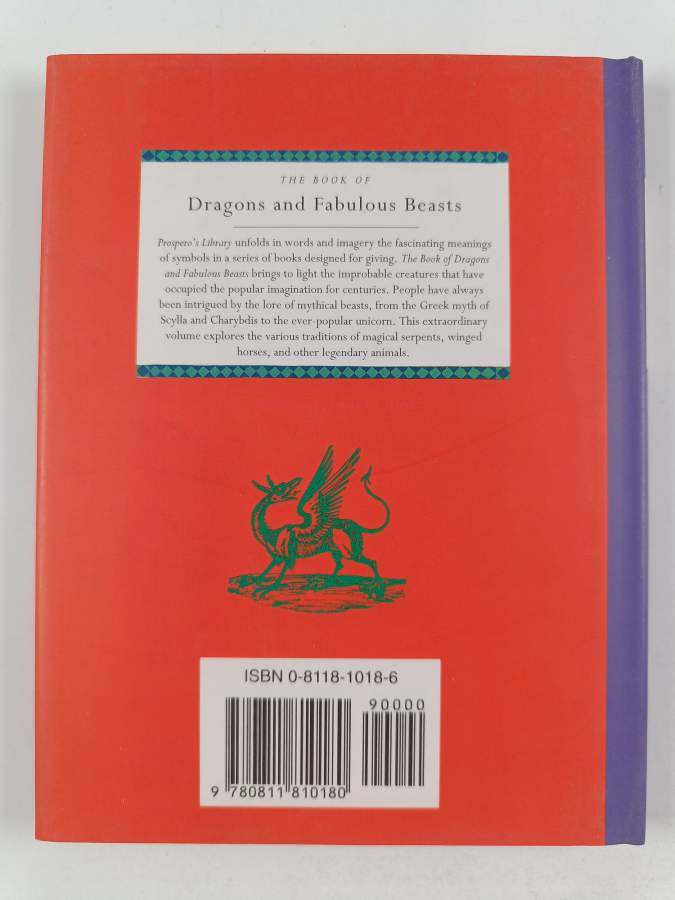 THE BOOK OF
Dragons and Fabulous Beasts
Prospero's Library unfolds in words and imagery the fascinating meanings
of symbols in a series of books designed for giving. The Book of Dragons
and Fabulous Beasts brings to light the improbable creatures that have
occupied the popular imagination for centuries. People have always
been intrigued by the lore of mythical beasts, from the Greek myth of
Scylla and Charybdis to the ever-popular unicorn. This extraordinary
volume explores the various traditions of magical serpents, winged
horses, and other legendary animals.
ISBN 0-8118-1018-6
90000
9 780811 810180